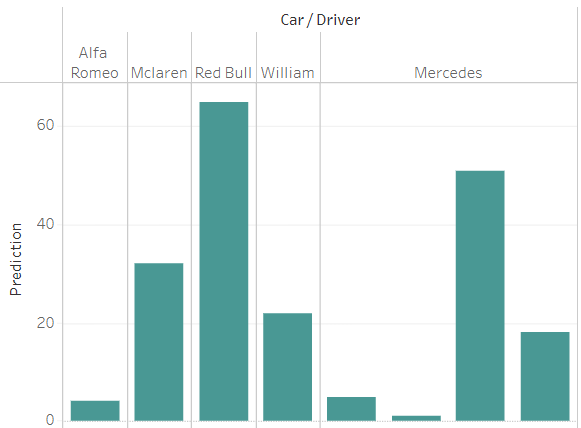 Car / Driver
Alfa
Romeo
Mclaren
Red Bull
William
Mercedes
Prediction
60
40
20
0